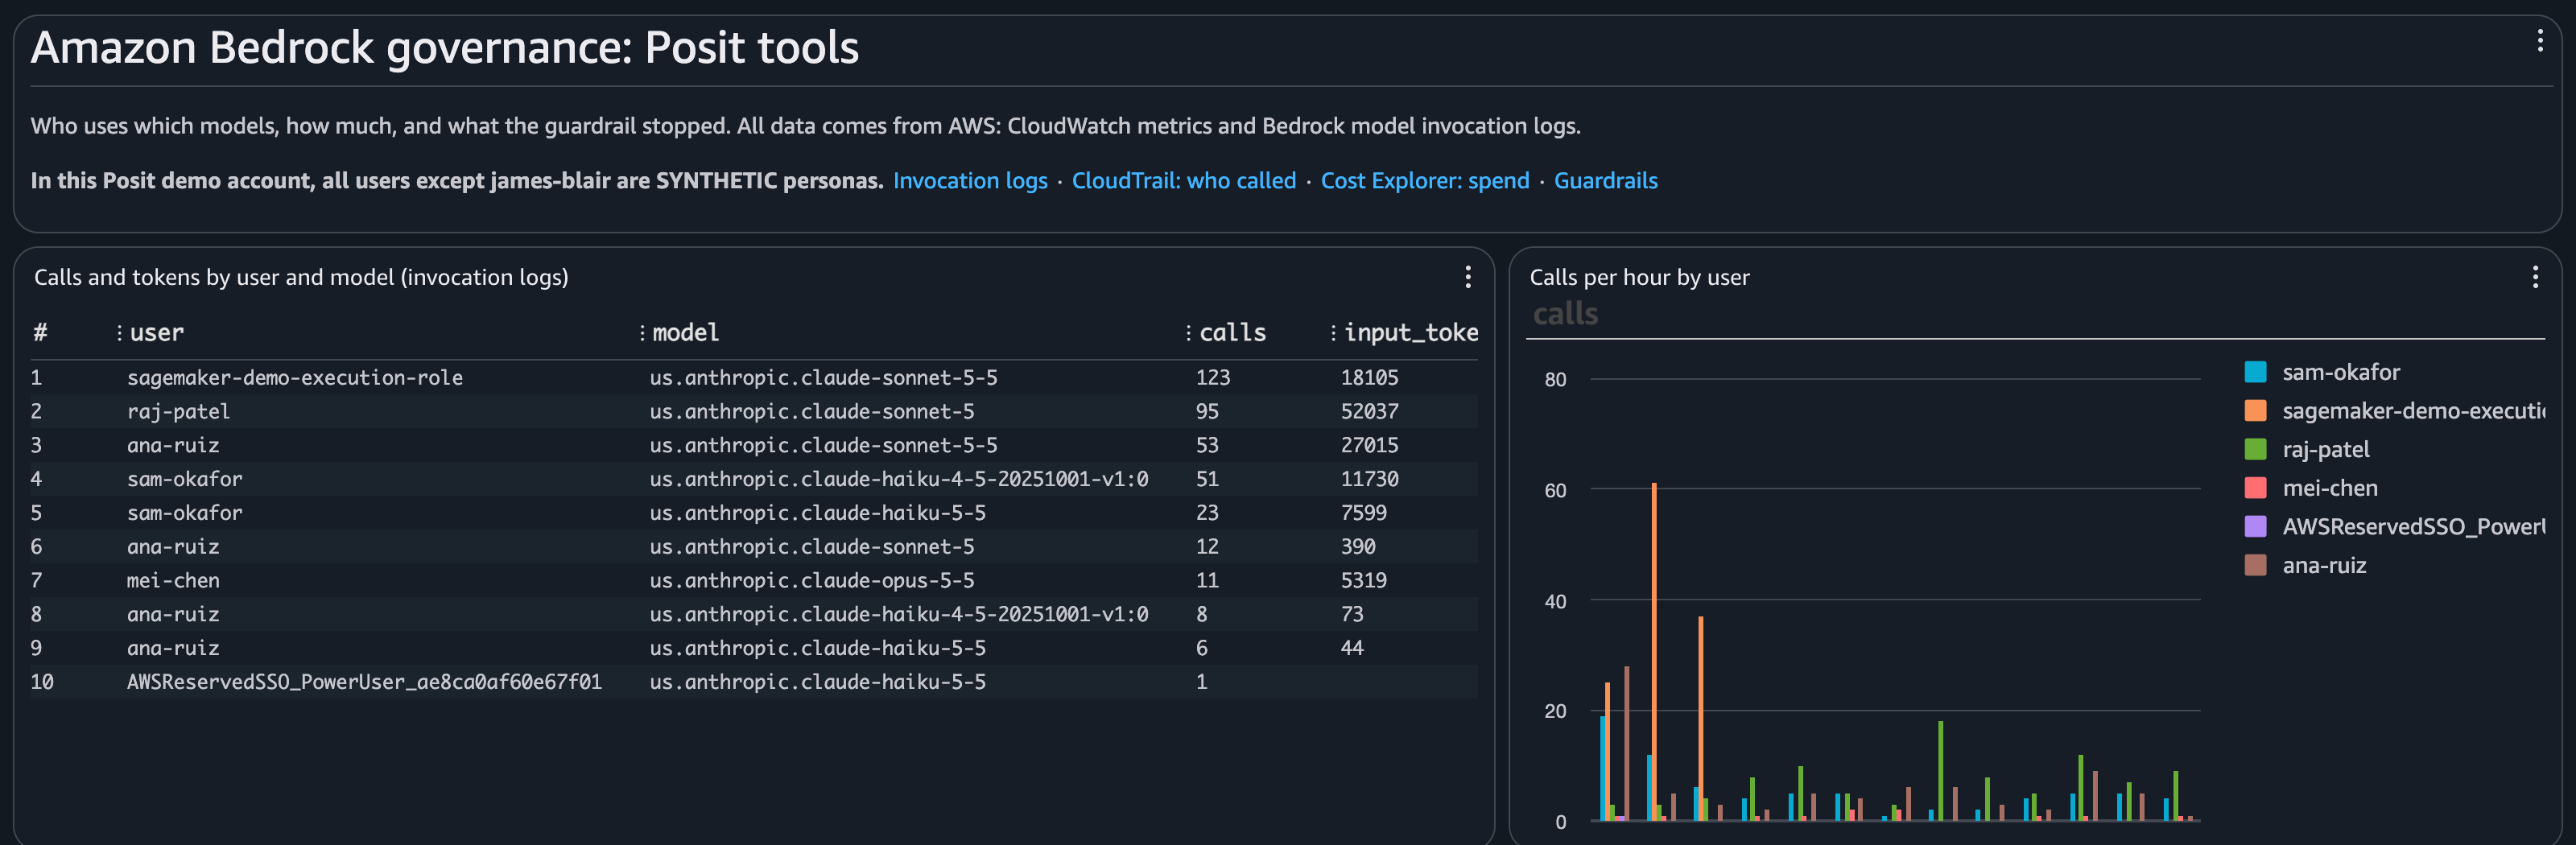 Amazon Bedrock governance: Posit tools
Who uses which models, how much, and what the guardrail stopped. All data comes from AWS: CloudWatch metrics and Bedrock model invocation logs.
In this Posit demo account, all users except james-blair are SYNTHETIC personas. Invocation logs · CloudTrail: who called · Cost Explorer: spend · Guardrails
Calls and tokens by user and model (invocation logs)
# user model calls input_toke
1 sagemaker-demo-execution-role us.anthropic.claude-sonnet-5-5 123 18105
2 raj-patel us.anthropic.claude-sonnet-5 95 52037
3 ana-ruiz us.anthropic.claude-sonnet-5-5 53 27015
4 sam-okafor us.anthropic.claude-haiku-4-5-20251001-v1:0 51 11730
5 sam-okafor us.anthropic.claude-haiku-5-5 23 7599
6 ana-ruiz us.anthropic.claude-sonnet-5 12 390
7 mei-chen us.anthropic.claude-opus-5-5 11 5319
8 ana-ruiz us.anthropic.claude-haiku-4-5-20251001-v1:0 8 73
9 ana-ruiz us.anthropic.claude-haiku-5-5 6 44
10 AWSReservedSSO_PowerUser_ae8ca0af60e67f01 us.anthropic.claude-haiku-5-5 1
Calls per hour by user
calls
80
60
40
20
0
sam-okafor
sagemaker-demo-executi
raj-patel
mei-chen
AWSReservedSSO_Power
ana-ruiz